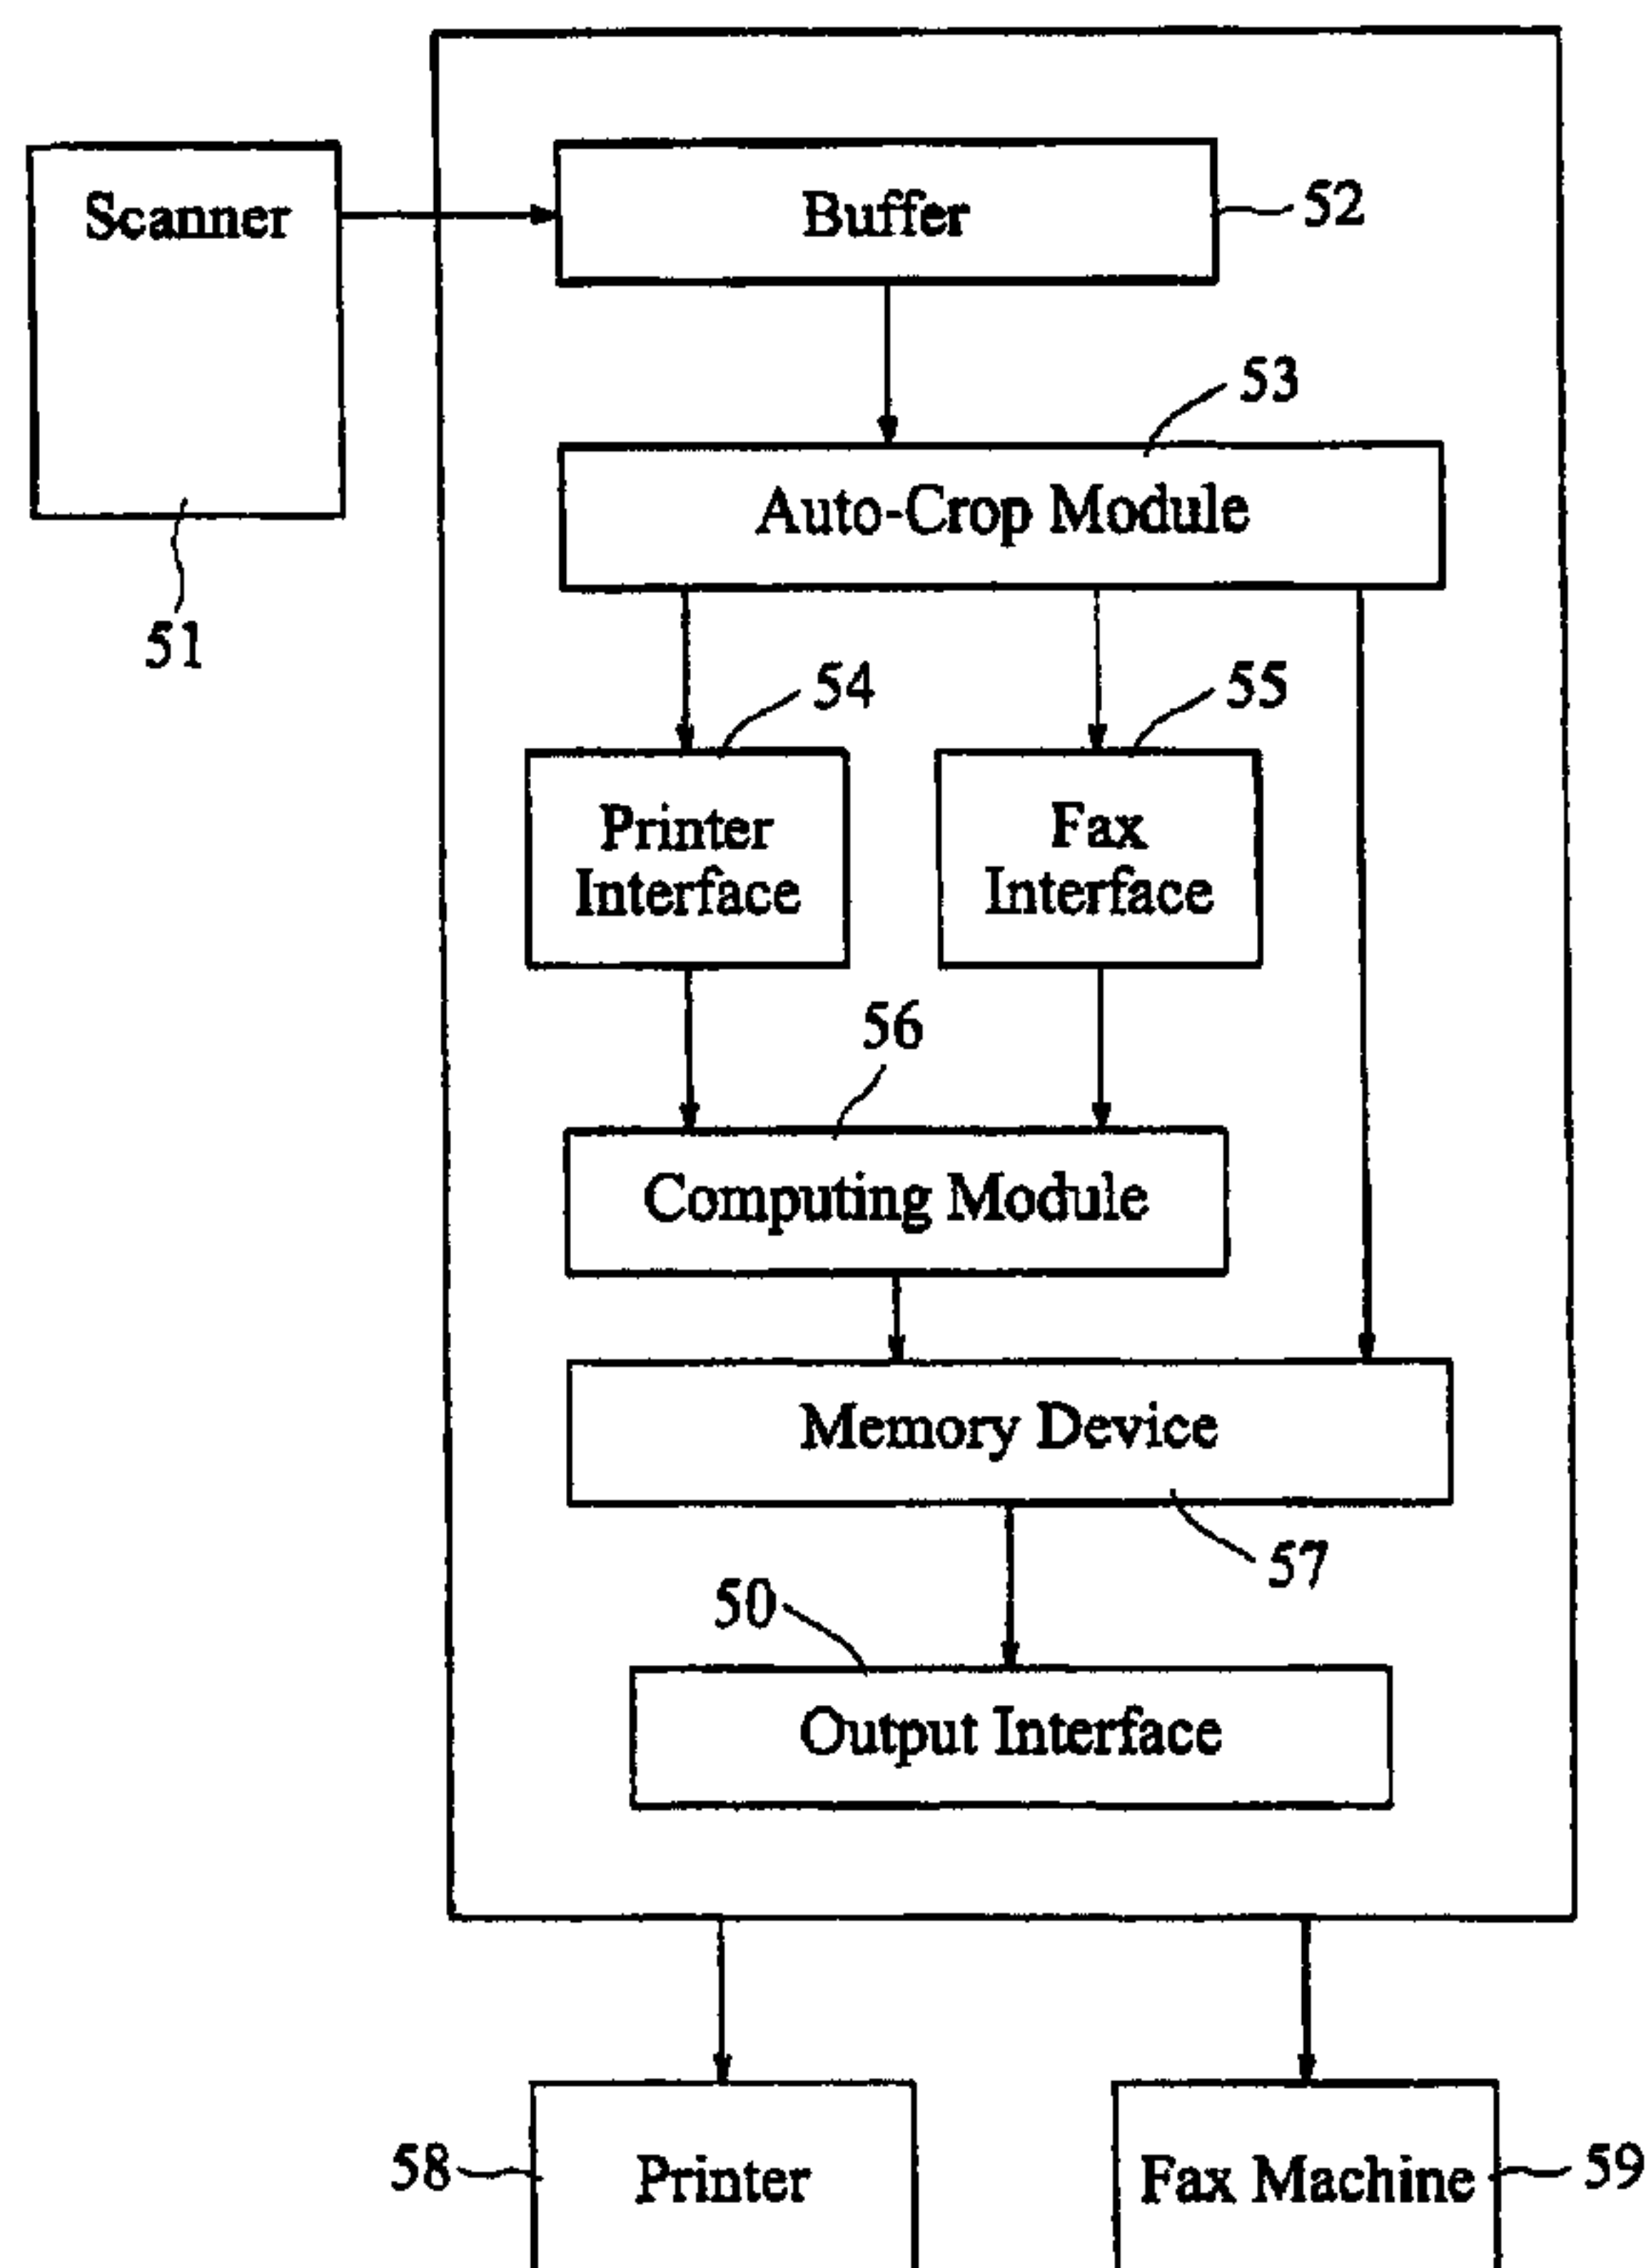 Scanner
Buffer
52
53
Auto-Crop Module
51
54
55
Printer
Interface
Fax
Interface
56
Computing Module
Memory Device
57
50
Output Interface
58
Printer
Fax Machine
59